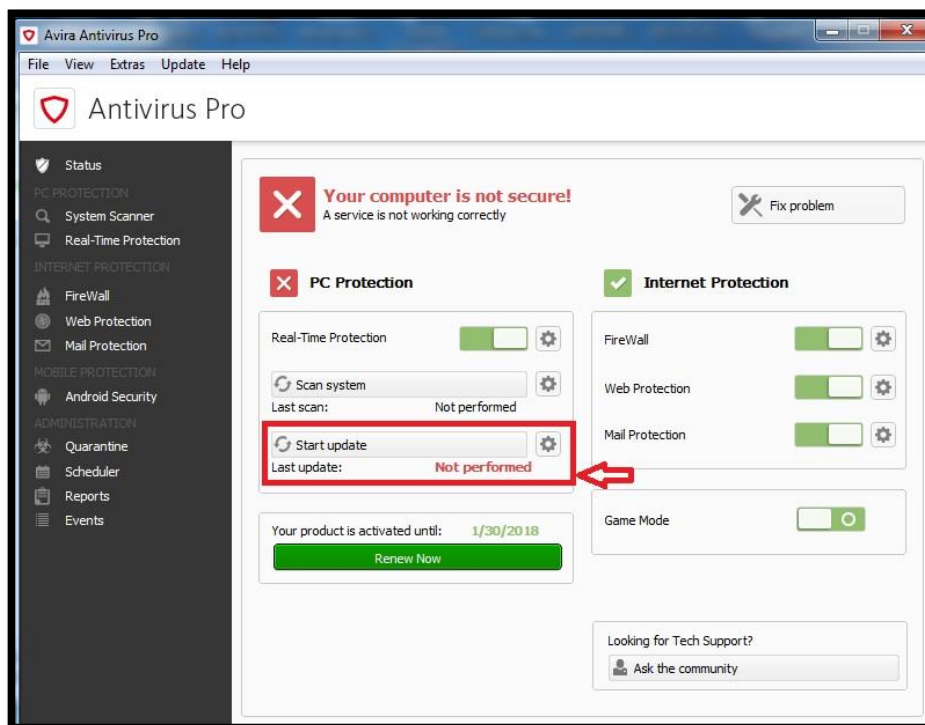 Avira Antivirus Pro
File View Extras Update Help
Antivirus Pro
Status
PC PROTECTION
System Scanner
Real-Time Protection
INTERNET PROTECTION
FireWall
Web Protection
Mail Protection
MOBILE PROTECTION
Android Security
ADMINISTRATION
Quarantine
Scheduler
Reports
Events
Your computer is not secure!
A service is not working correctly
Fix problem
PC Protection
Real-Time Protection
Scan system
Last scan: Not performed
Start update
Last update: Not performed
Your product is activated until: 1/30/2018
Renew Now
Internet Protection
FireWall
Web Protection
Mail Protection
Game Mode
Looking for Tech Support?
Ask the community